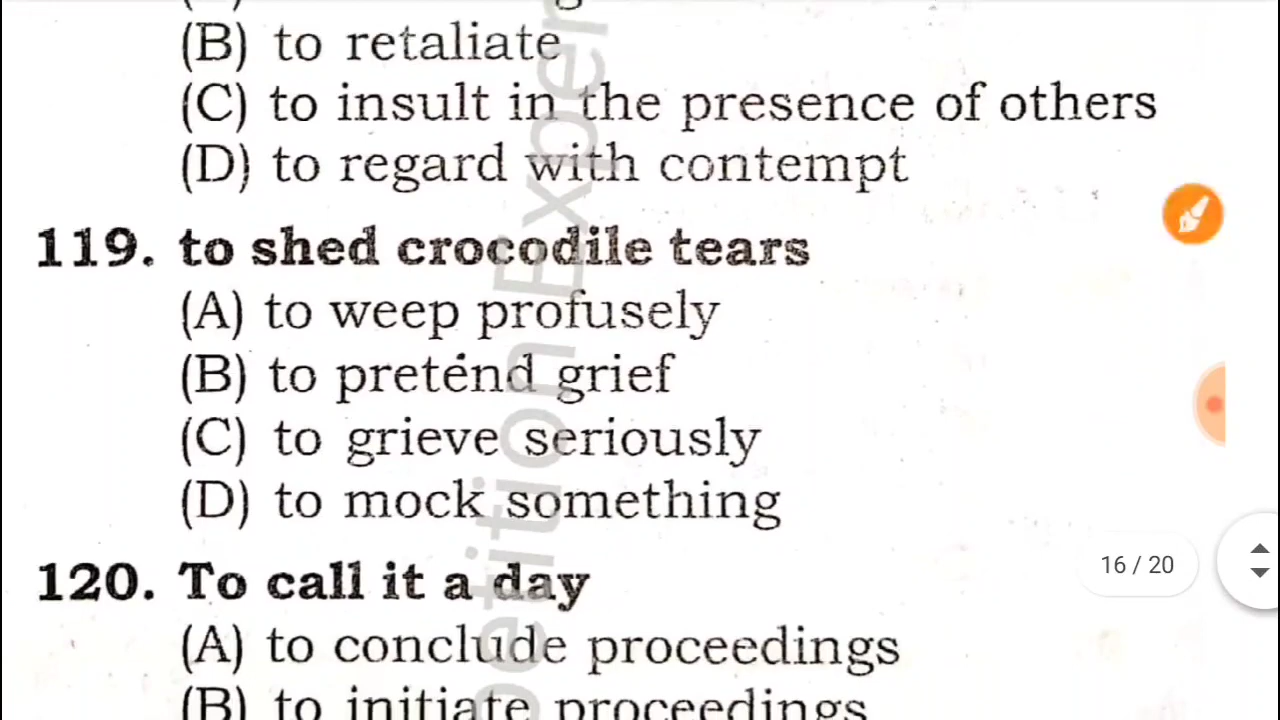 (B) to retaliate
(C) to insult in the presence of others
(D) to regard with contempt
119. to shed crocodile tears
(A) to weep profusely
(B) to pretend grief
(C) to grieve seriously
(D) to mock something
16 / 20
120. To call it a day
(A) to conclude proceedings
(B) to initiate proceedings